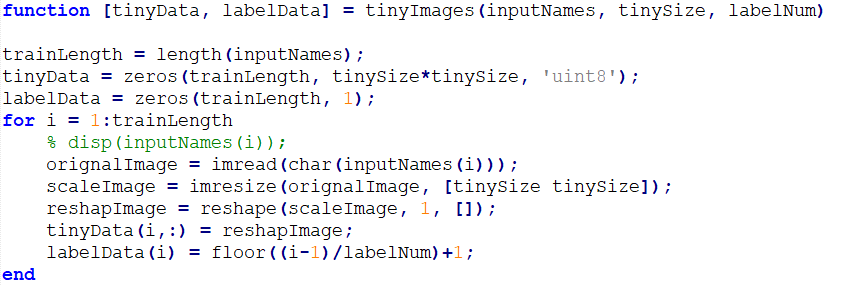 function [tinyData, labelData] = tinyImages(inputNames, tinySize, labelNum)
trainLength = length(inputNames);
tinyData = zeros(trainLength, tinySize*tinySize, 'uint8');
labelData = zeros(trainLength, 1);
for i = 1:trainLength
    % disp(inputNames(i));
    orignalImage = imread(char(inputNames(i)));
    scaleImage = imresize(orignalImage, [tinySize tinySize]);
    reshapImage = reshape(scaleImage, 1, []);
    tinyData(i,:) = reshapImage;
    labelData(i) = floor((i-1)/labelNum)+1;
end